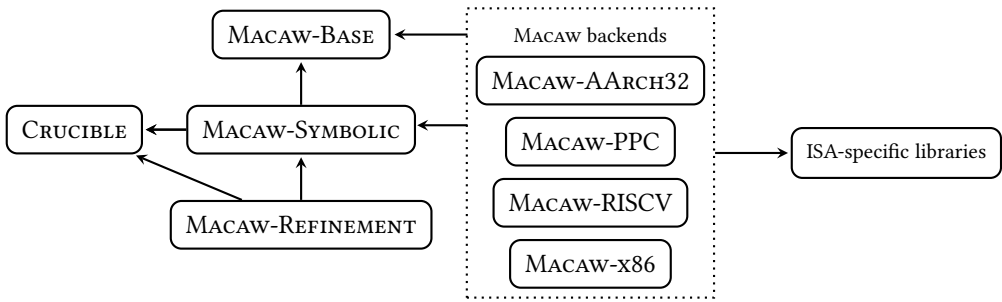 Macaw-Base
Macaw backends
Macaw-AArch32
Crucible
Macaw-Symbolic
Macaw-PPC
ISA-specific libraries
Macaw-RISCV
Macaw-Refinement
Macaw-x86